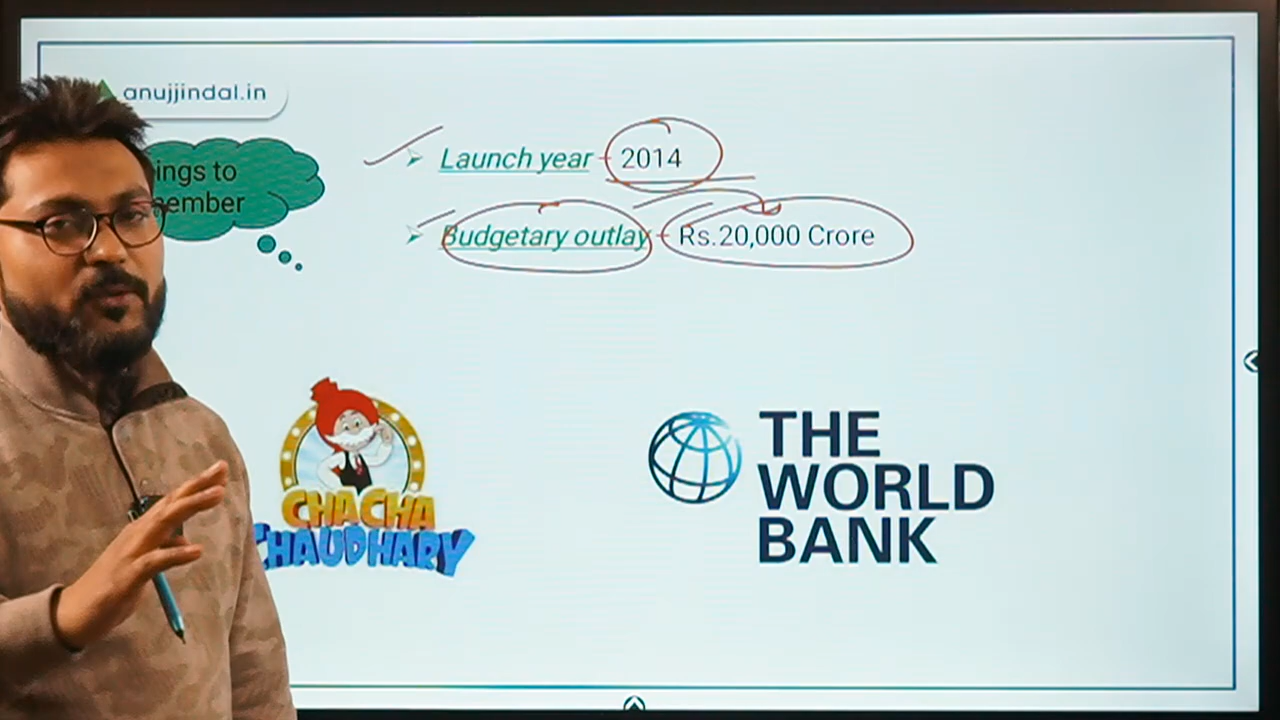 anujjindal.in
ings to
ember
➢ Launch year - 2014
➢ Budgetary outlay - Rs.20,000 Crore
CHACHA
CHAUDHARY
THE
WORLD
BANK